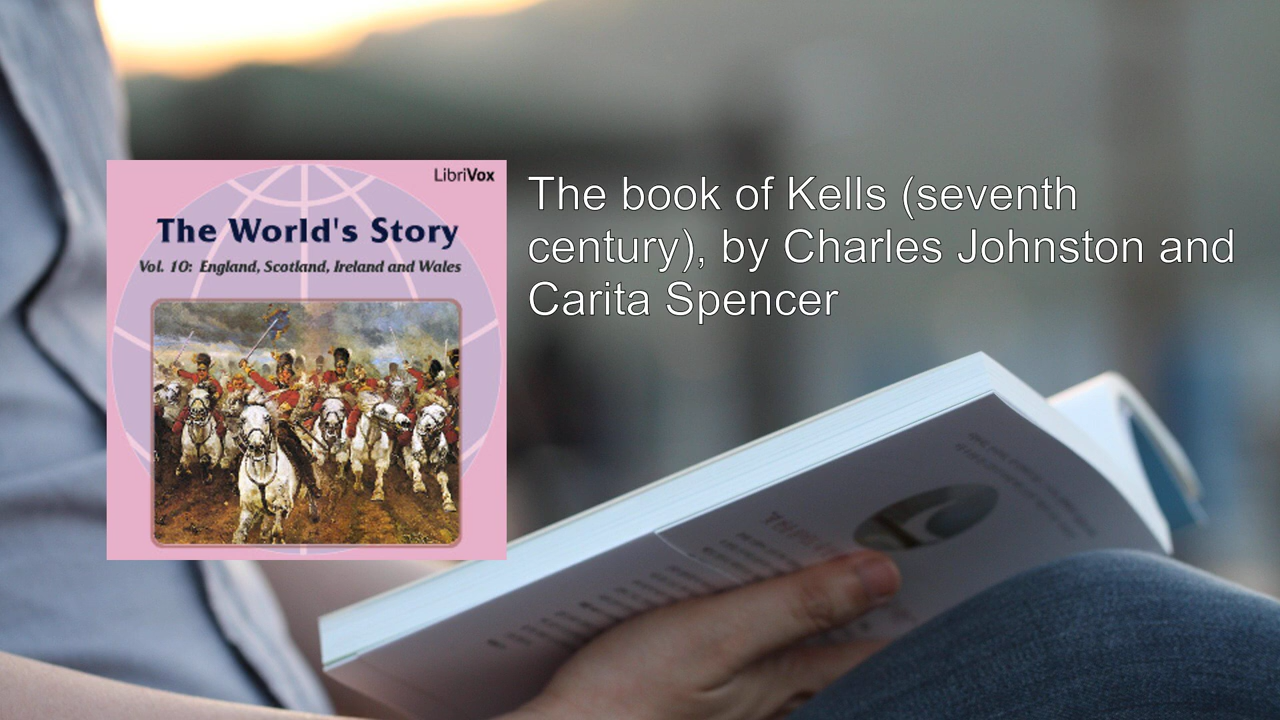 LibriVox
The World's Story
Vol. 10: England, Scotland, Ireland and Wales
The book of Kells (seventh
century), by Charles Johnston and
Carita Spencer